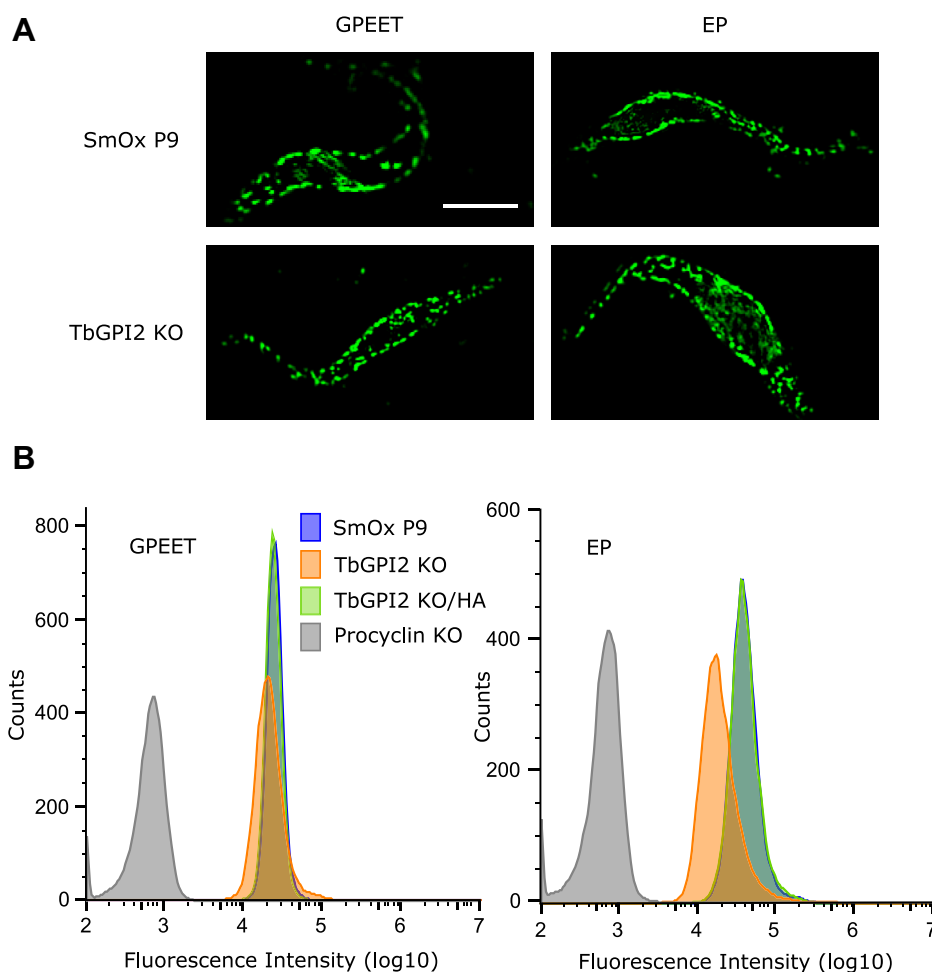 A
GPEET
EP
SmOx P9
TbGPI2 KO
B
GPEET
SmOx P9
TbGPI2 KO
TbGPI2 KO/HA
Procyclin KO
Counts
800
600
400
200
0
2
3
4
5
6
7
Fluorescence Intensity (log10)
EP
Counts
600
400
200
0
2
3
4
5
6
7
Fluorescence Intensity (log10)